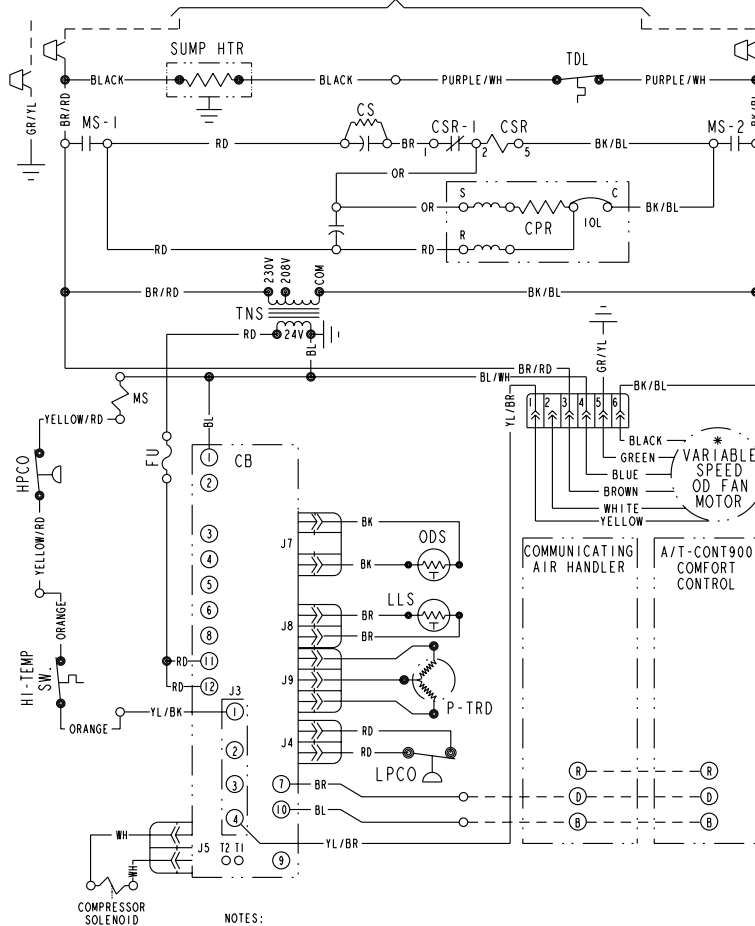 SUMP HTR
TDL
BLACK
BLACK
PURPLE/WH
PURPLE/WH
GR/YL
BR/RD
BK/BL
MS-1
CS
CSR-1
CSR
MS-2
RD
BR
1
2
5
BK/BL
OR
OR
S
C
CPR
IOL
BK/BL
RD
RD
R
230V
208V
COM
BR/RD
BK/BL
TNS
RD
24V
BL
GR/YL
BR/RD
BL/WH
BK/BL
MS
YL/BR
1 2 3 4 5 6
YELLOW/RD
BL
FU
BLACK
GREEN
BLUE
BROWN
WHITE
YELLOW
*
VARIABLE
SPEED
OD FAN
MOTOR
HPCO
1
CB
2
YELLOW/RD
3
4
5
6
8
J7
BK
ODS
BK
COMMUNICATING
AIR HANDLER
A/T-CONT900
COMFORT
CONTROL
LLS
J8
BR
BR
ORANGE
HI-TEMP
SW.
RD
11
RD
12
J9
P-TRD
J3
ORANGE
YL/BK
1
2
3
4
J4
RD
RD
LPCO
7
BR
10
BL
R
R
D
D
B
B
YL/BR
WH
WH
J5
T2 T1
9
COMPRESSOR
SOLENOID
NOTES: